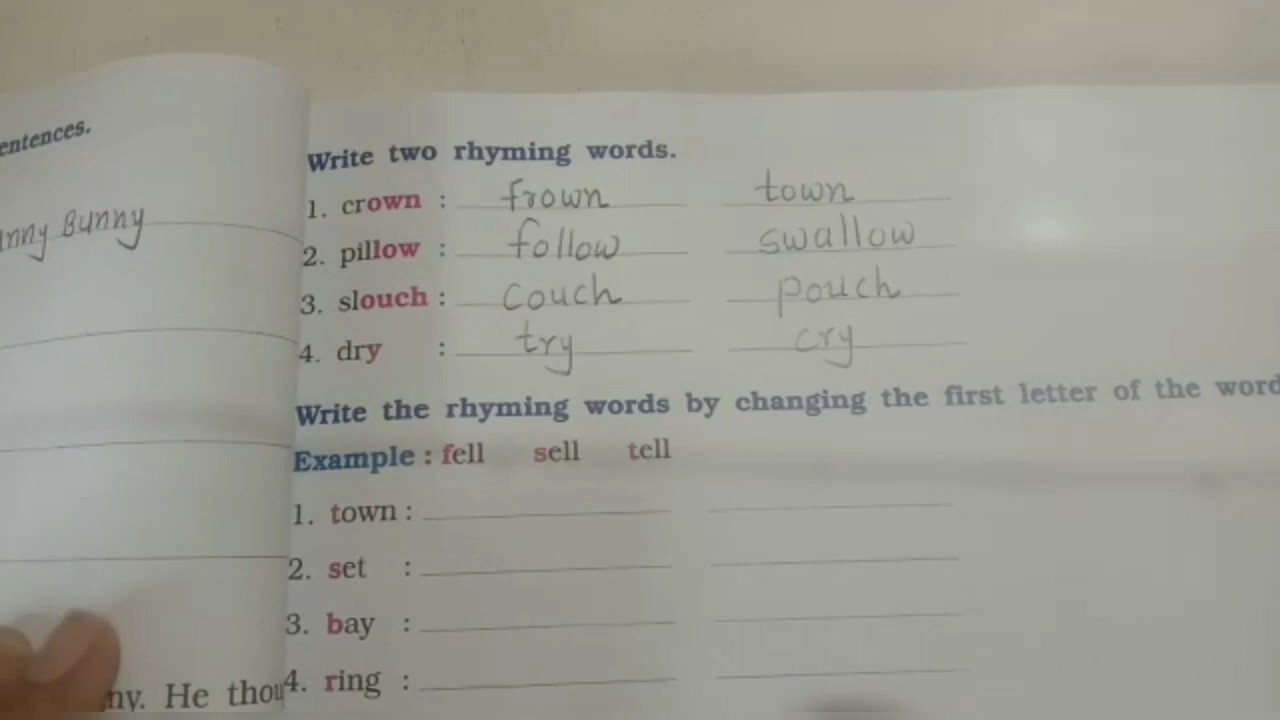 entences.
nny Bunny
Write two rhyming words.
1. crown : frown town
2. pillow : follow swallow
3. slouch : couch pouch
4. dry : try cry
Write the rhyming words by changing the first letter of the word
Example : fell sell tell
1. town :
2. set :
3. bay :
4. ring :
ny. He thou